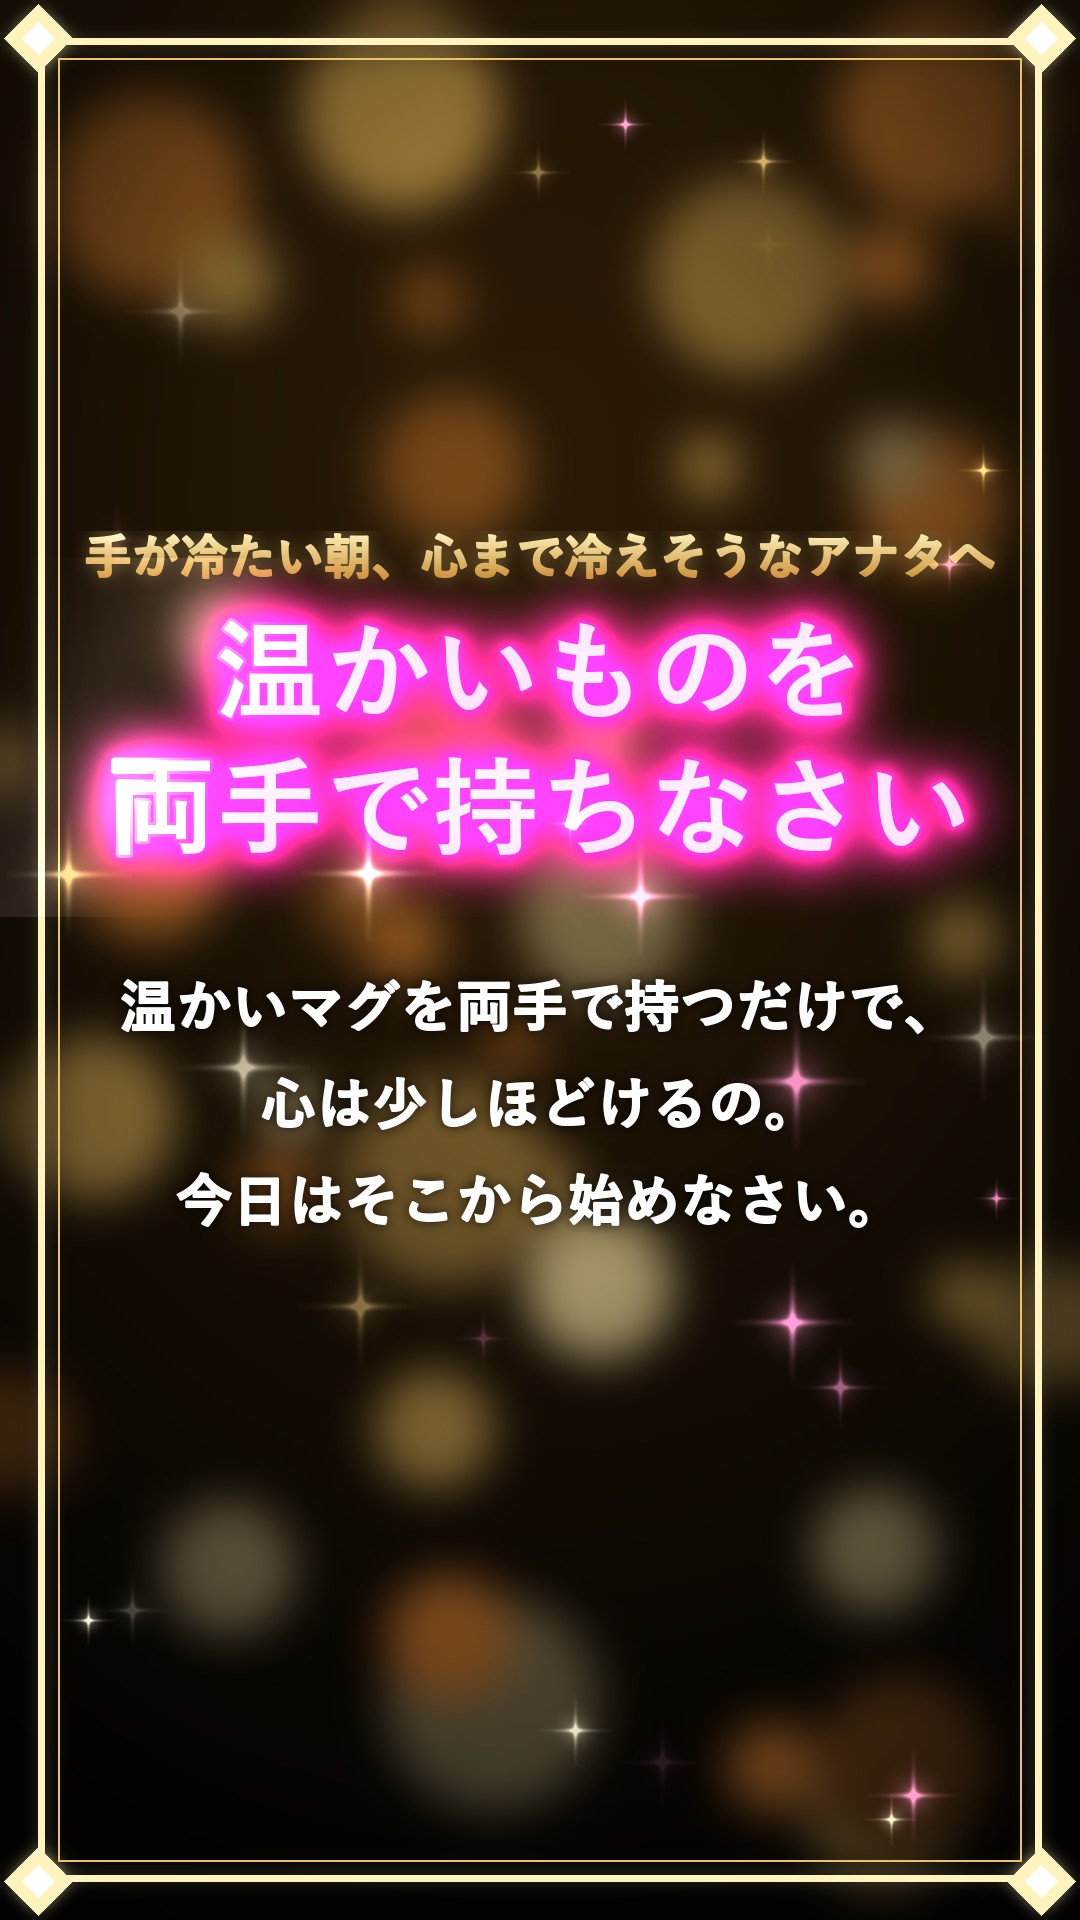 手が冷たい朝、心まで冷えそうなアナタへ
温かいものを
両手で持ちなさい
温かいマグを両手で持つだけで、
心は少しほどけるの。
今日はそこから始めなさい。